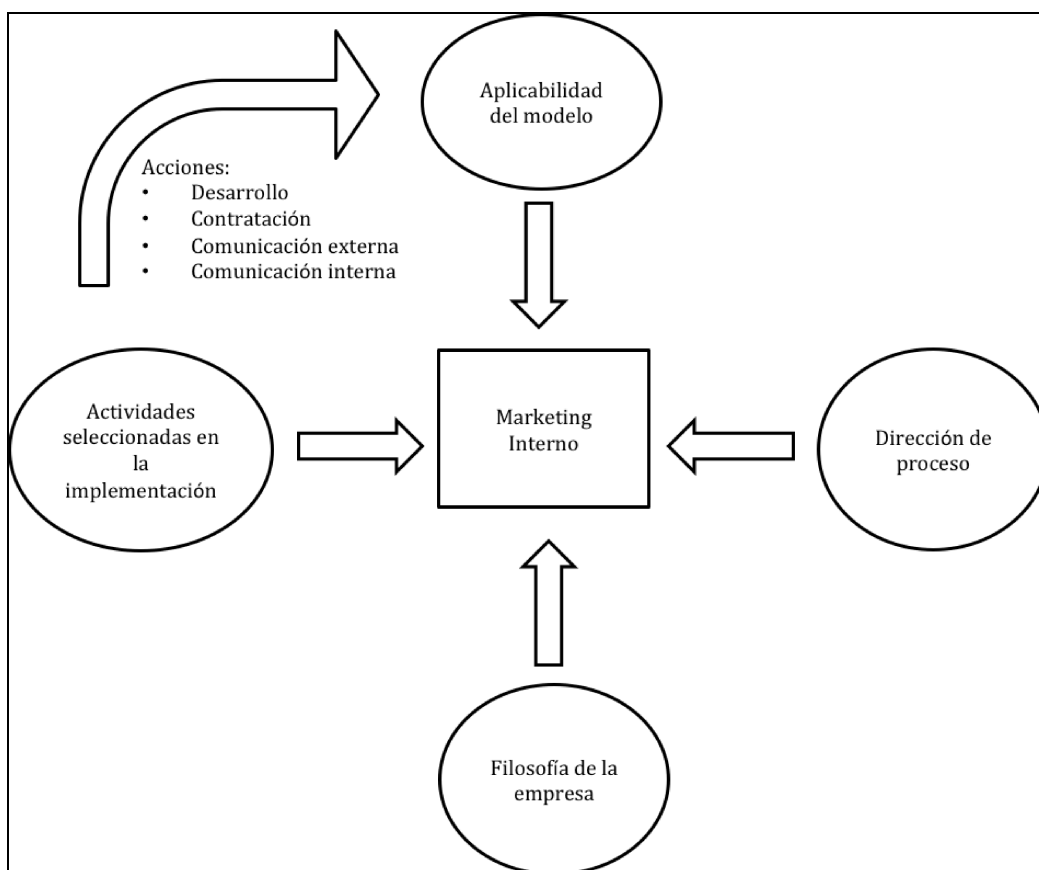 Aplicabilidad
del modelo
Acciones:
• Desarrollo
• Contratación
• Comunicación externa
• Comunicación interna
Actividades
seleccionadas en
la
implementación
Marketing
Interno
Dirección de
proceso
Filosofía de la
empresa